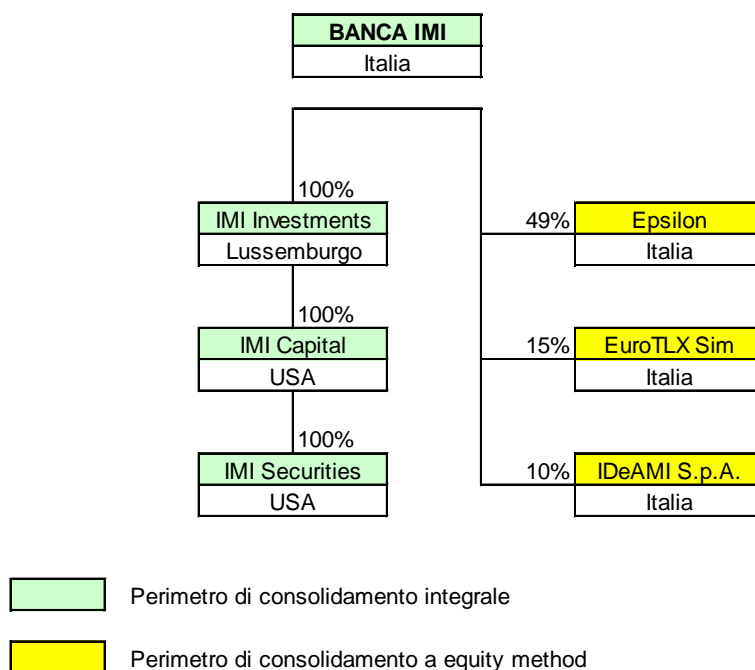 BANCA IMI
Italia
100%
IMI Investments
Lussemburgo
49%
Epsilon
Italia
100%
IMI Capital
USA
15%
EuroTLX Sim
Italia
100%
IMI Securities
USA
10%
IDeAMI S.p.A.
Italia
Perimetro di consolidamento integrale
Perimetro di consolidamento a equity method